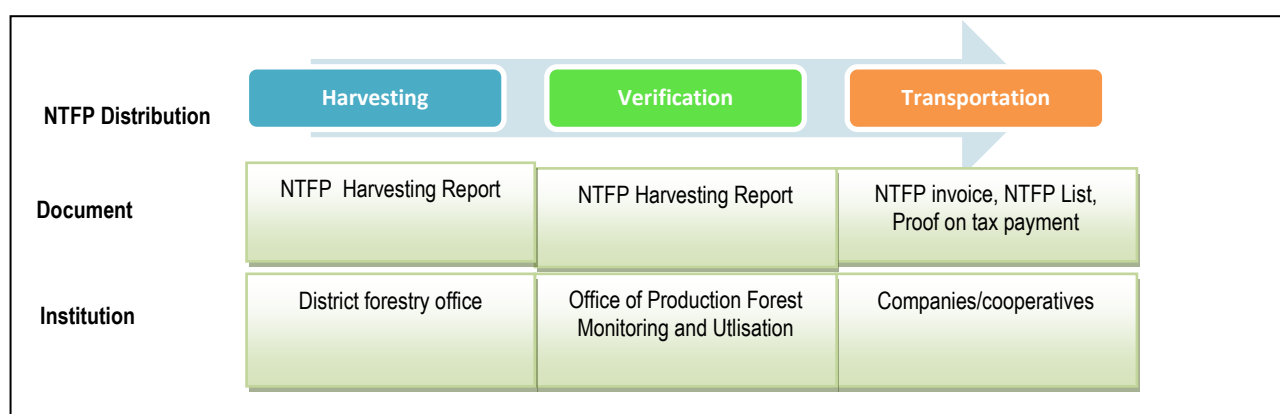 NTFP Distribution
Harvesting
Verification
Transportation
Document
NTFP Harvesting Report
NTFP Harvesting Report
NTFP invoice, NTFP List,
Proof on tax payment
Institution
District forestry office
Office of Production Forest
Monitoring and Utlisation
Companies/cooperatives